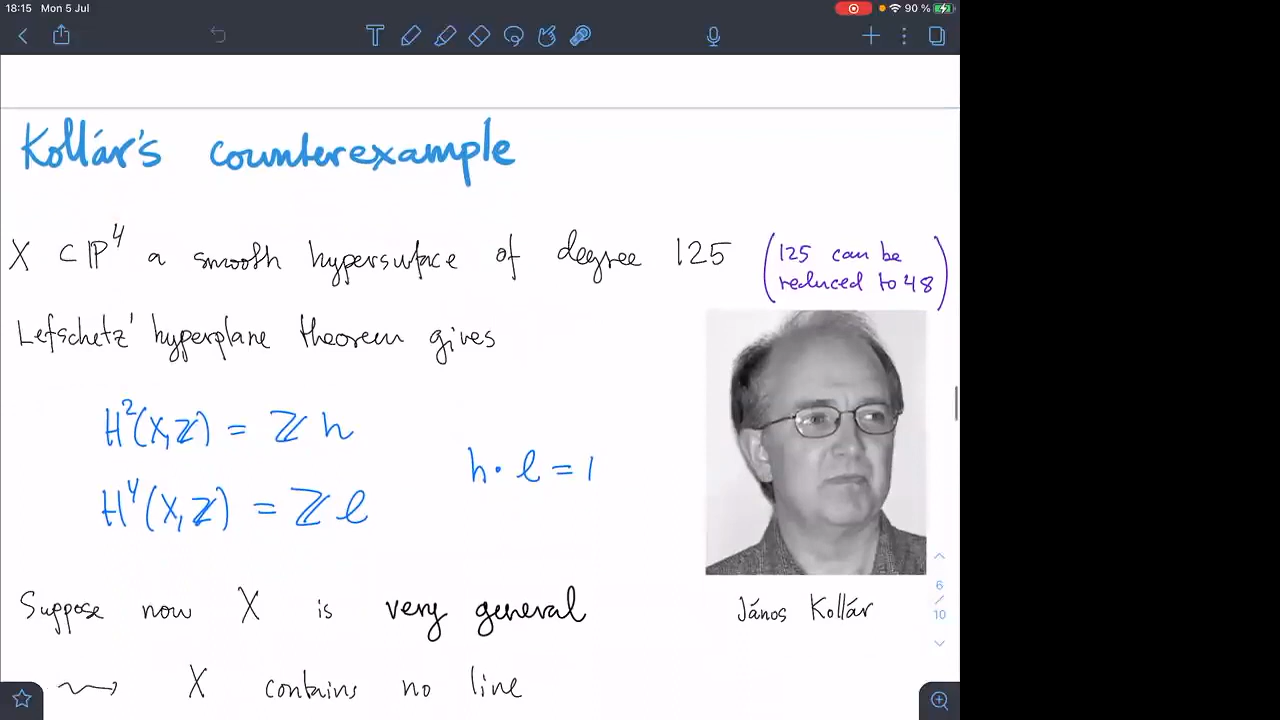 18:15 Mon 5 Jul
90 %
Kollár's counterexample
X ⊂ ℙ⁴ a smooth hypersurface of degree 125
(125 can be
reduced to 48)
Lefschetz' hyperplane theorem gives
H²(X,ℤ) = ℤ h
h · l = 1
H⁴(X,ℤ) = ℤ l
6
/
10
Suppose now X is very general
János Kollár
⇝ X contains no line